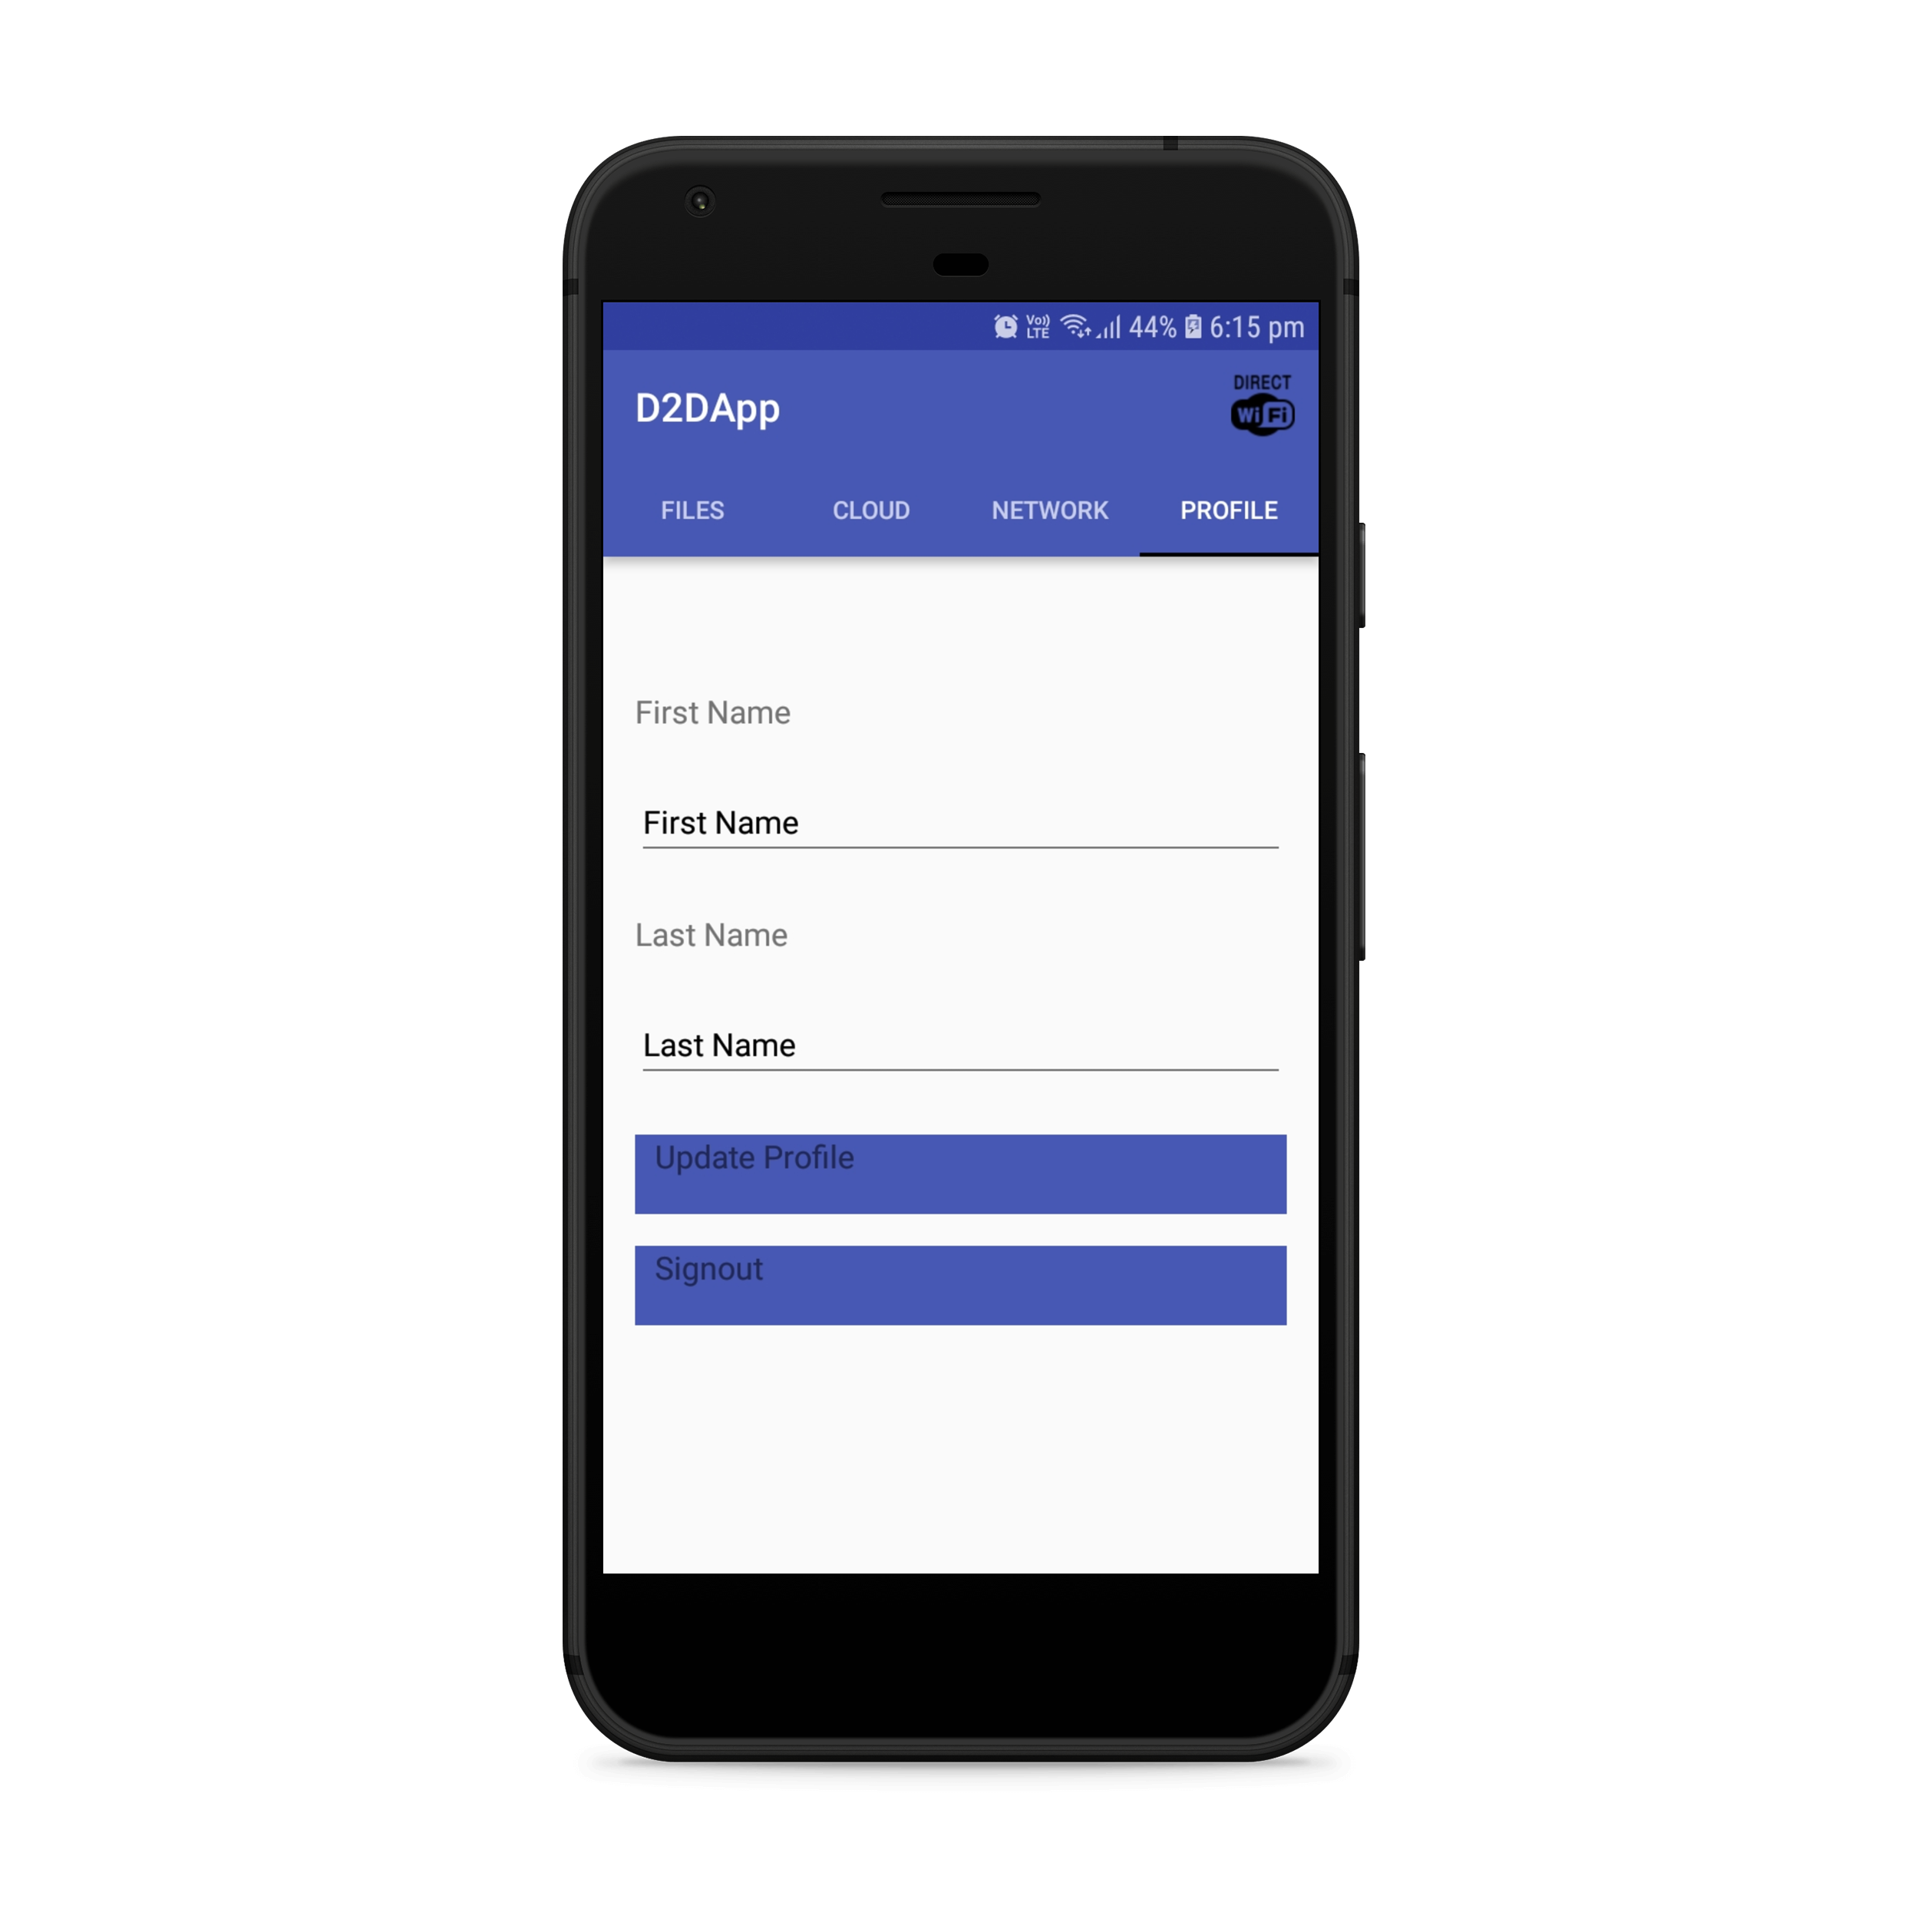 Vo)) LTE 44% 6:15 pm
D2DApp
DIRECT
Wi Fi
FILES CLOUD NETWORK PROFILE
First Name
First Name
Last Name
Last Name
Update Profile
Signout